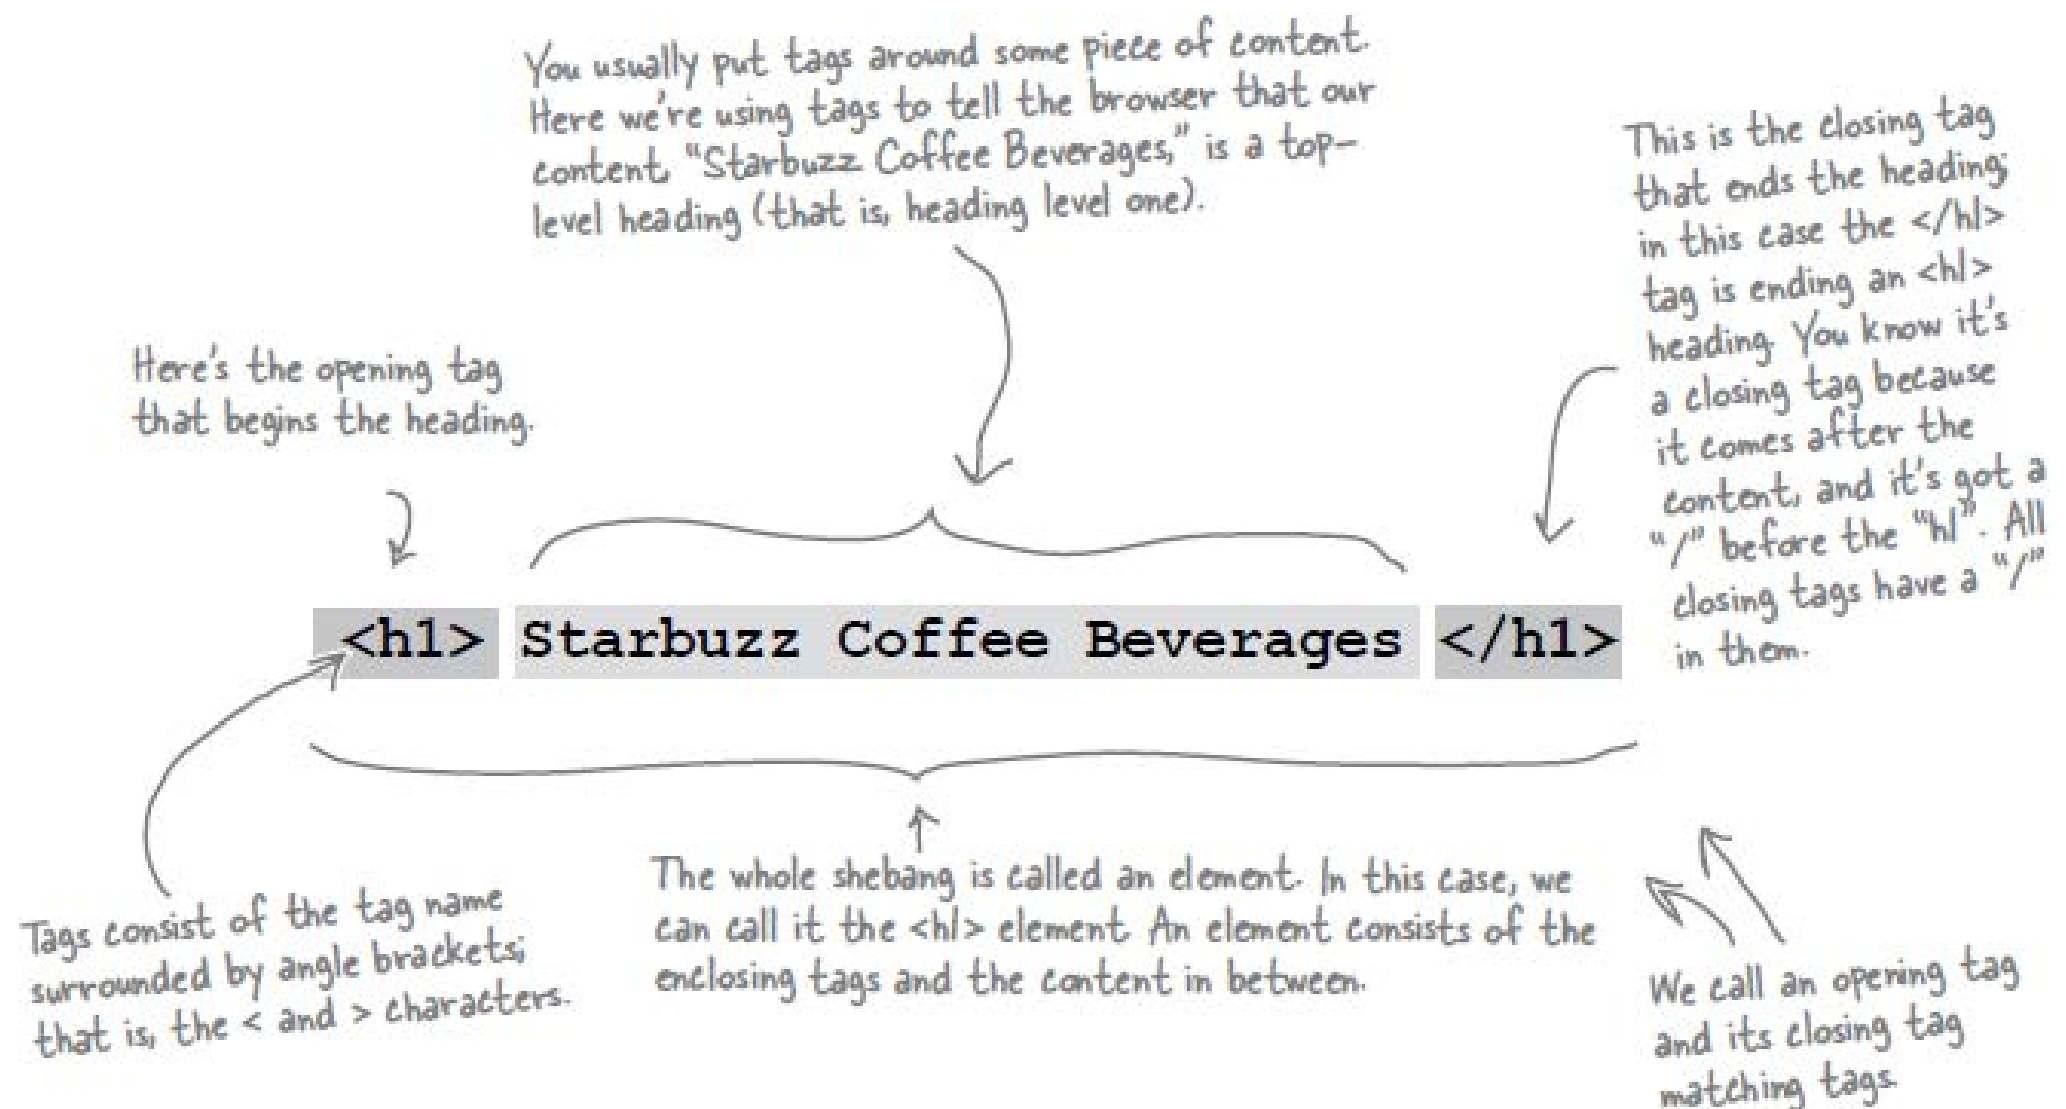 You usually put tags around some piece of content.
Here we're using tags to tell the browser that our
content, "Starbuzz Coffee Beverages," is a top-
level heading (that is, heading level one).
This is the closing tag
that ends the heading;
in this case the </h1>
tag is ending an <h1>
heading. You know it's
a closing tag because
it comes after the
content, and it's got a
"/" before the "h1". All
closing tags have a "/"
in them.
Here's the opening tag
that begins the heading.
<h1> Starbuzz Coffee Beverages </h1>
Tags consist of the tag name
surrounded by angle brackets;
that is, the < and > characters.
The whole shebang is called an element. In this case, we
can call it the <h1> element. An element consists of the
enclosing tags and the content in between.
We call an opening tag
and its closing tag
matching tags.